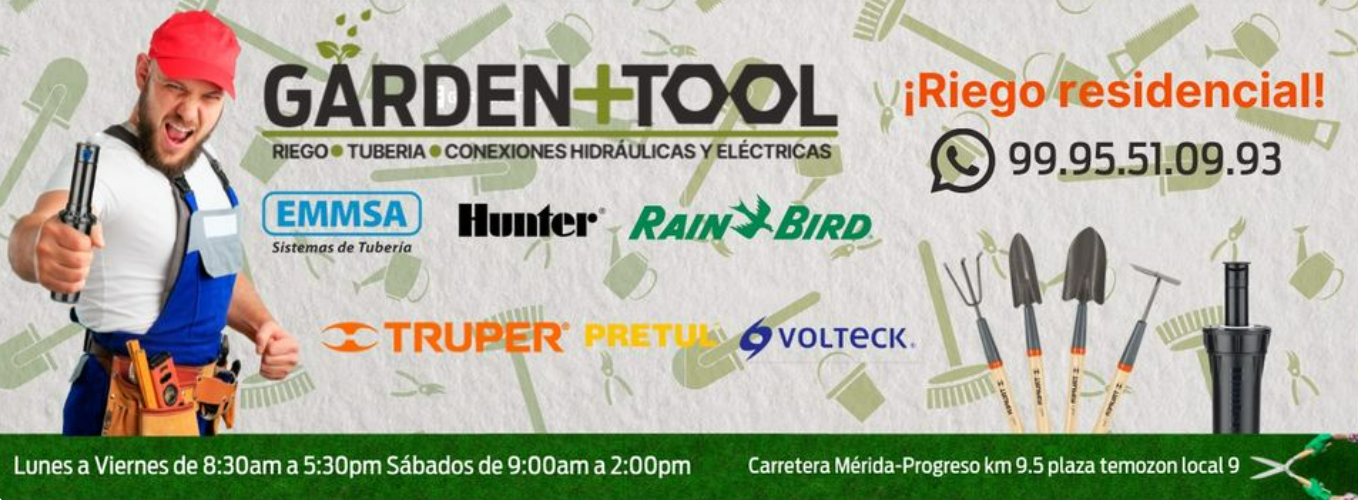 GARDEN+TOOL
RIEGO • TUBERIA • CONEXIONES HIDRÁULICAS Y ELÉCTRICAS
¡Riego residencial!
99.95.51.09.93
EMMSA
Sistemas de Tubería
Hunter®
RAIN BIRD
TRUPER®
PRETUL
VOLTECK.
Lunes a Viernes de 8:30am a 5:30pm Sábados de 9:00am a 2:00pm
Carretera Mérida-Progreso km 9.5 plaza temozon local 9